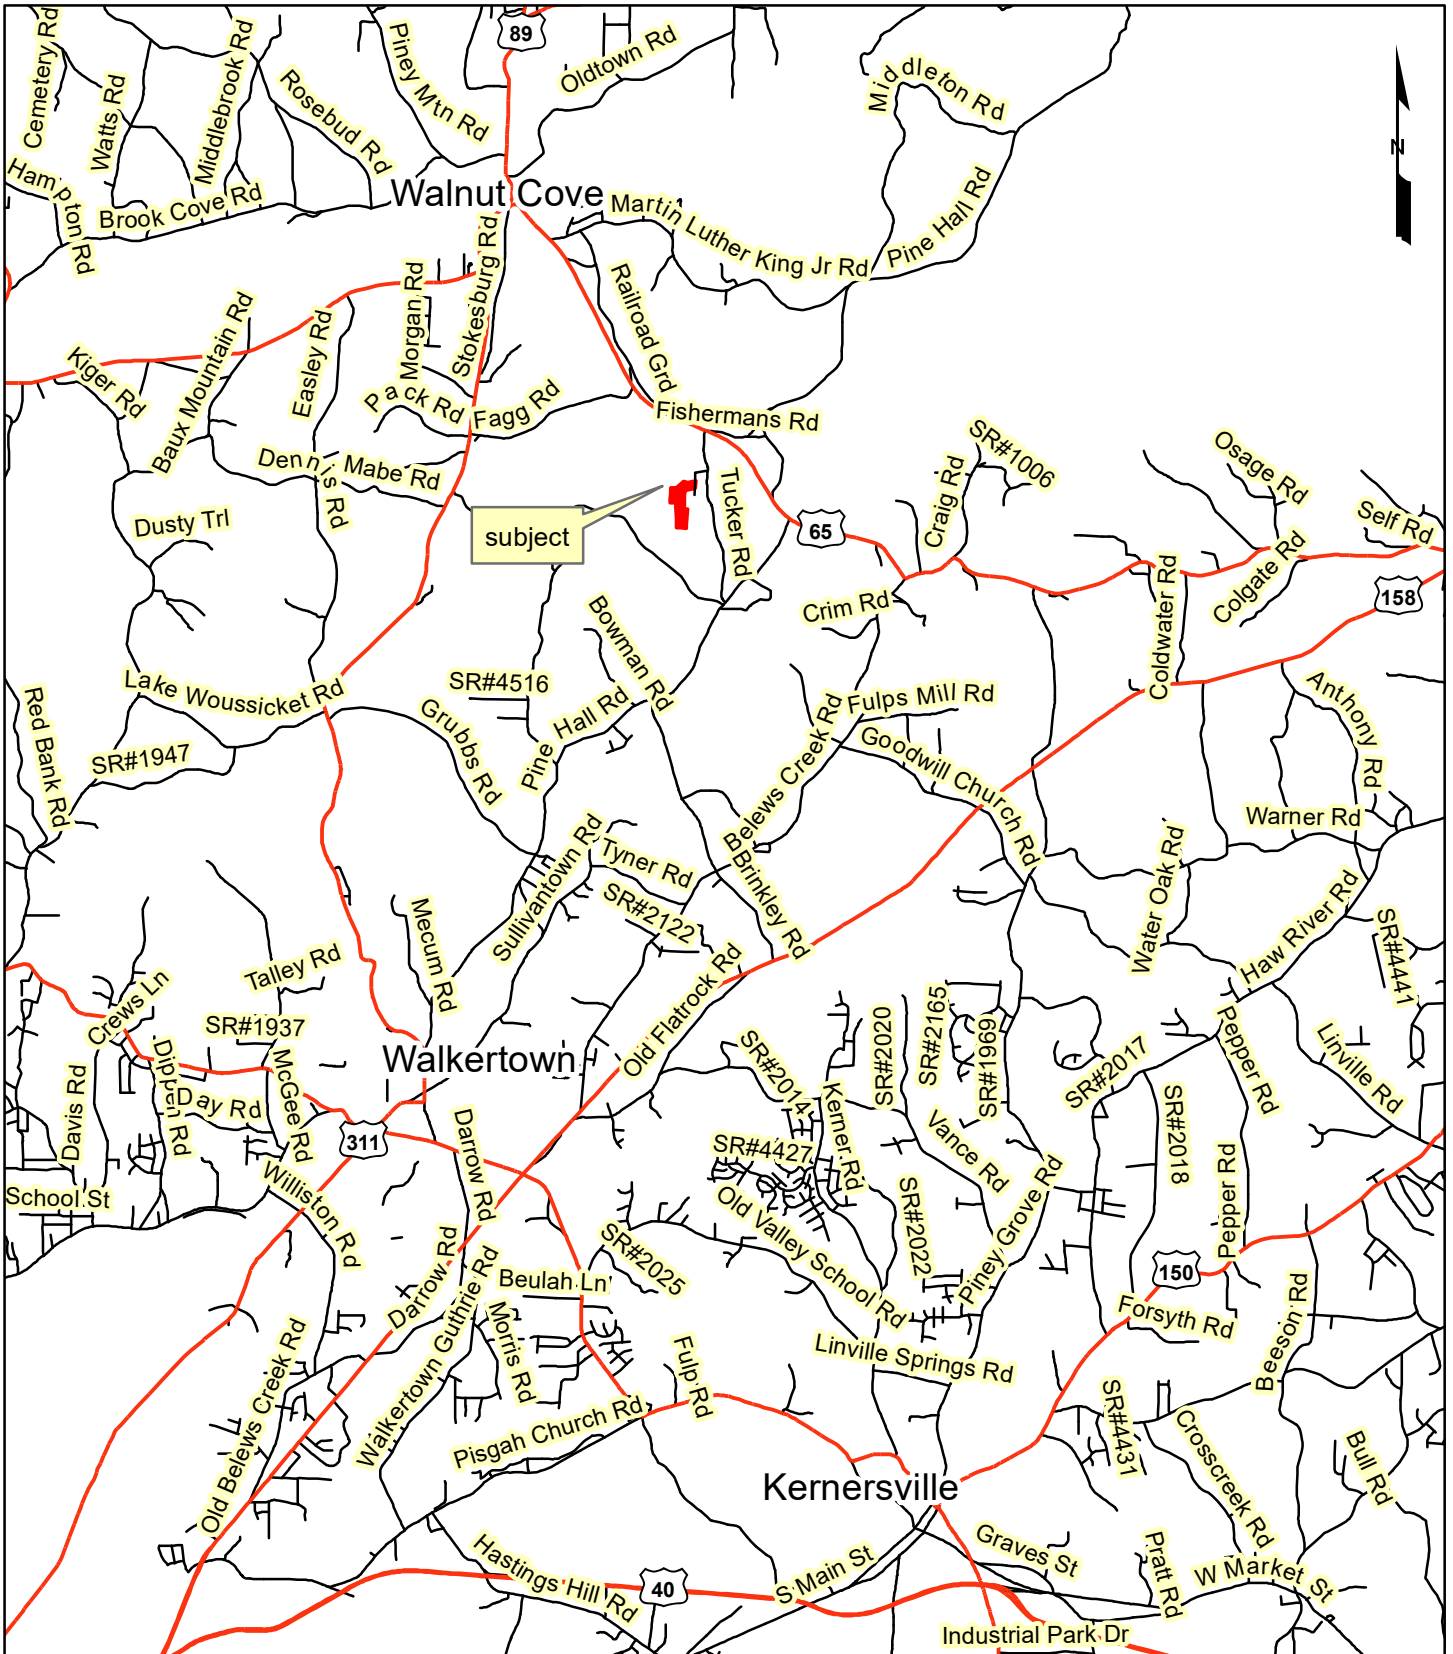 89
Cemetery Rd
Watts Rd
Middlebrook Rd
Rosebud Rd
Piney Mtn Rd
Oldtown Rd
Middleton Rd
N
Hampton Rd
Brook Cove Rd
Walnut Cove
Martin Luther King Jr Rd
Pine Hall Rd
Stokesburg Rd
Morgan Rd
Railroad Grd
Baux Mountain Rd
Easley Rd
Kiger Rd
Pack Rd
Fagg Rd
Fishermans Rd
Dennis Rd
Mabe Rd
Tucker Rd
Craig Rd
SR#1006
Osage Rd
Self Rd
Dusty Trl
subject
65
Colgate Rd
158
Coldwater Rd
Crim Rd
Bowman Rd
Lake Woussicket Rd
SR#4516
Grubbs Rd
Pine Hall Rd
Fulps Mill Rd
Anthony Rd
Red Bank Rd
SR#1947
Belews Creek Rd
Goodwill Church Rd
Warner Rd
Sullivantown Rd
Tyner Rd
SR#2122
Brinkley Rd
Water Oak Rd
Haw River Rd
SR#4441
Mecum Rd
Talley Rd
Crews Ln
SR#1937
Old Flatrock Rd
SR#2014
SR#2020
SR#2165
SR#1969
SR#2017
Pepper Rd
Linville Rd
Walkertown
Davis Rd
Day Rd
McGee Rd
311
Darrow Rd
Kerner Rd
SR#4427
Vance Rd
SR#2018
School St
Williston Rd
Old Valley School Rd
SR#2022
Piney Grove Rd
Pepper Rd
Darrow Rd
SR#2025
Beulah Ln
150
Walkertown Guthrie Rd
Morris Rd
Forsyth Rd
Beeson Rd
Old Belews Creek Rd
Fulp Rd
Linville Springs Rd
Pisgah Church Rd
SR#4431
Crosscreek Rd
Bull Rd
Kernersville
Hastings Hill Rd
40
S Main St
Graves St
Pratt Rd
W Market St
Industrial Park Dr